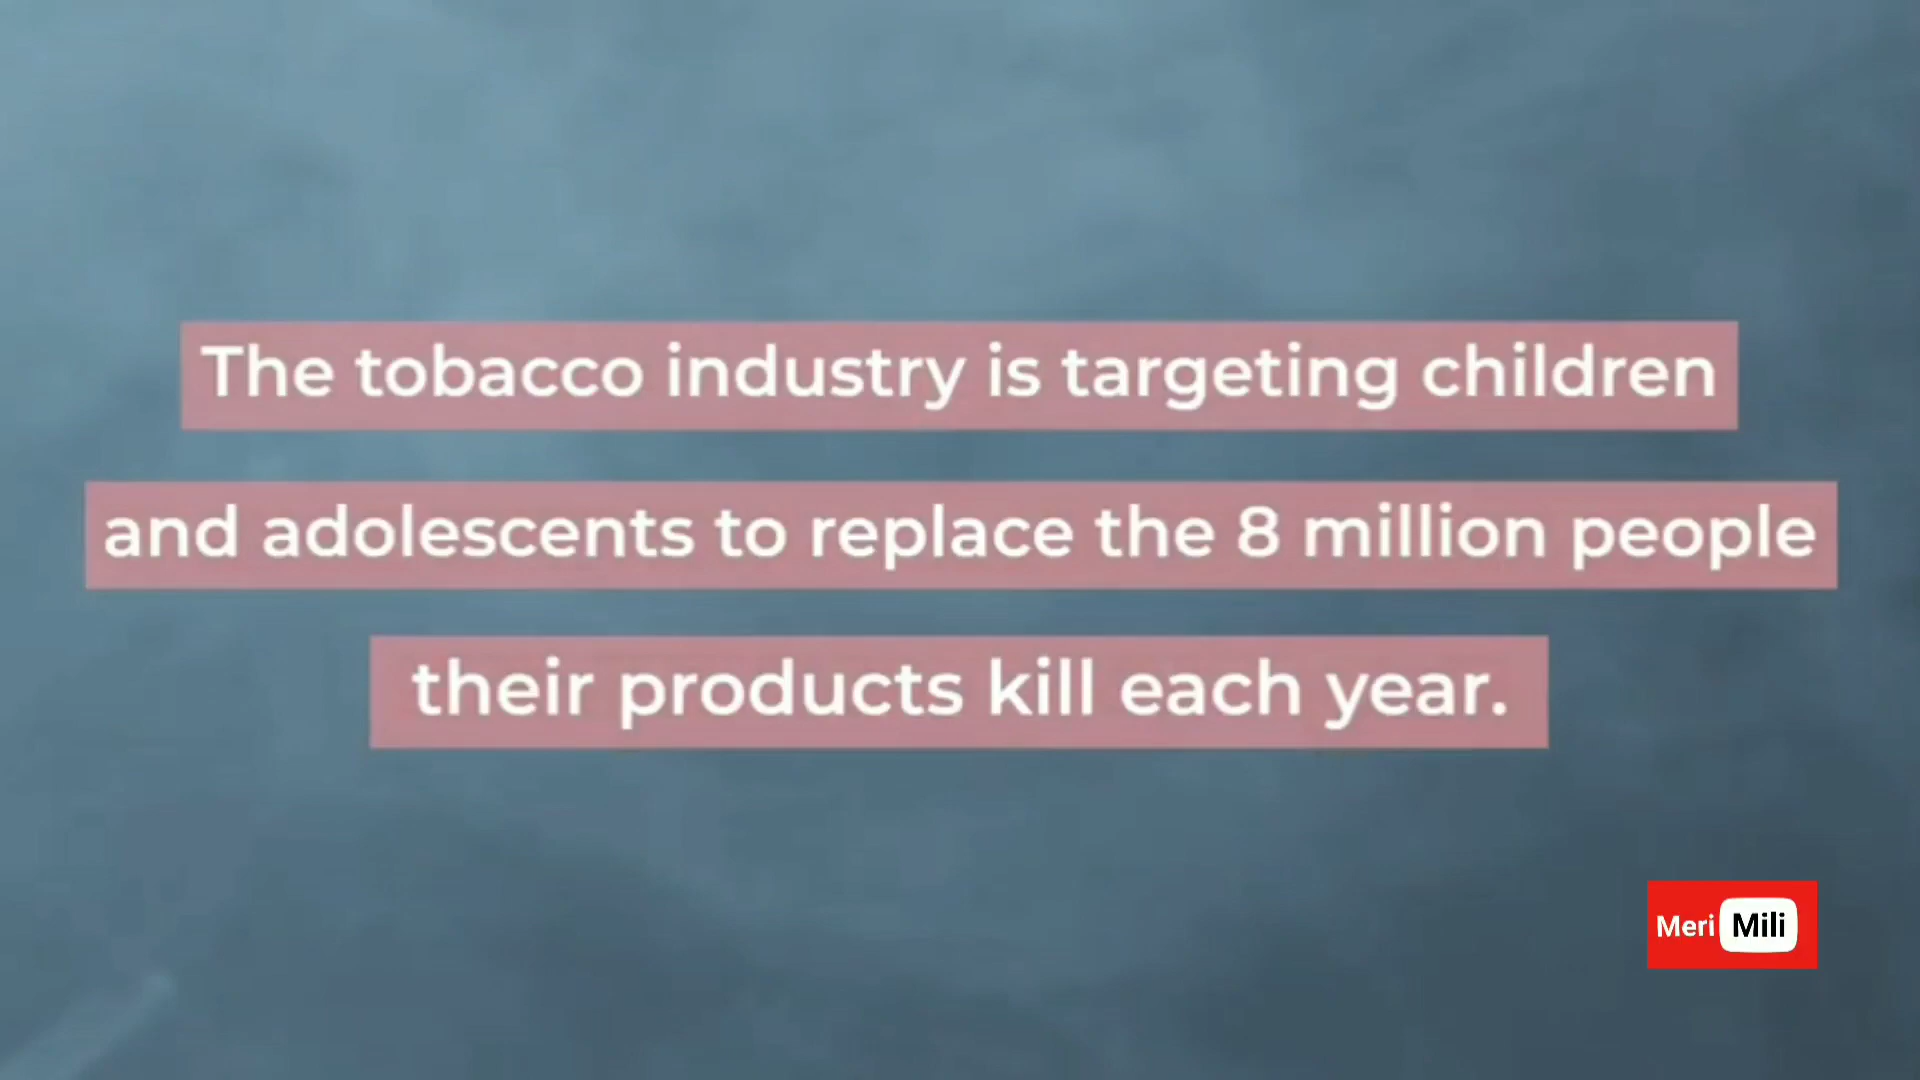 The tobacco industry is targeting children
and adolescents to replace the 8 million people
their products kill each year.
Meri Mili